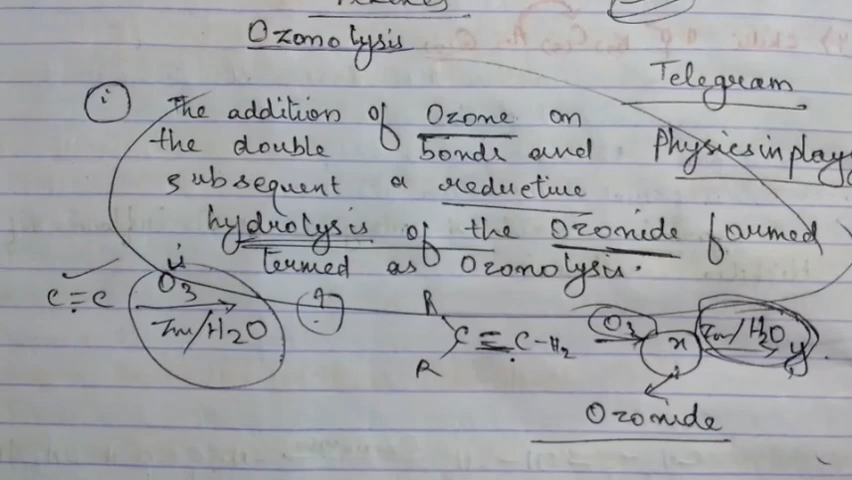 Ozonolysis
Telegram
Physicsinplay
i The addition of Ozone on
the double bonds and
subsequent a reductive
hydrolysis of the Ozonide formed
is termed as Ozonolysis.
C=C O3 Zn/H2O
R R C=C-H2 O3 x Zn/H2O y.
Ozonide